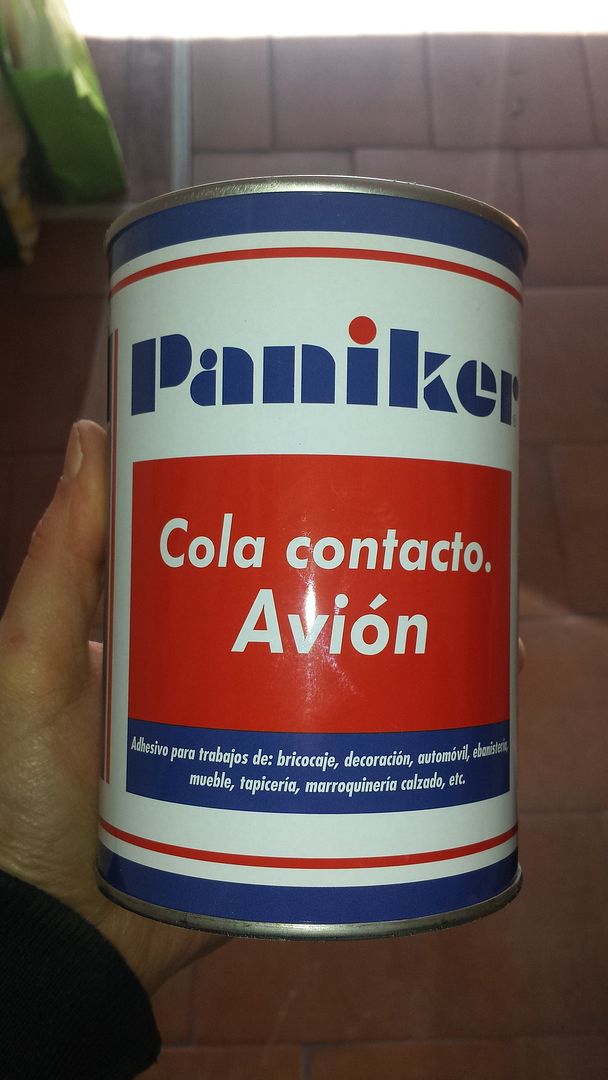 Paniker
Cola contacto.
Avión
Adhesivo para trabajos de: bricocaje, decoración, automóvil, ebanistería,
mueble, tapicería, marroquinería calzado, etc.